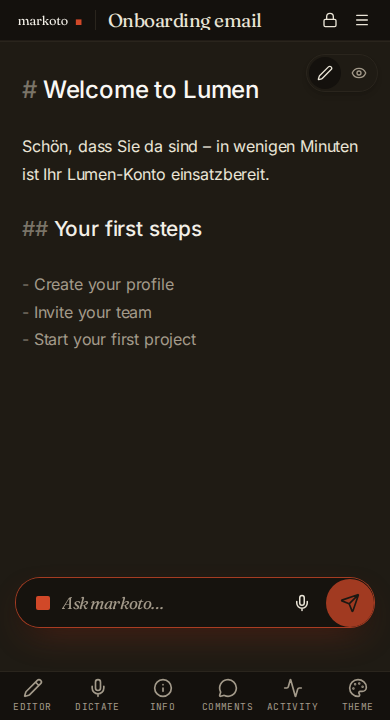 markoto
Onboarding email
# Welcome to Lumen
Schön, dass Sie da sind – in wenigen Minuten
ist Ihr Lumen-Konto einsatzbereit.
## Your first steps
- Create your profile
- Invite your team
- Start your first project
Ask markoto...
EDITOR
DICTATE
INFO
COMMENTS
ACTIVITY
THEME